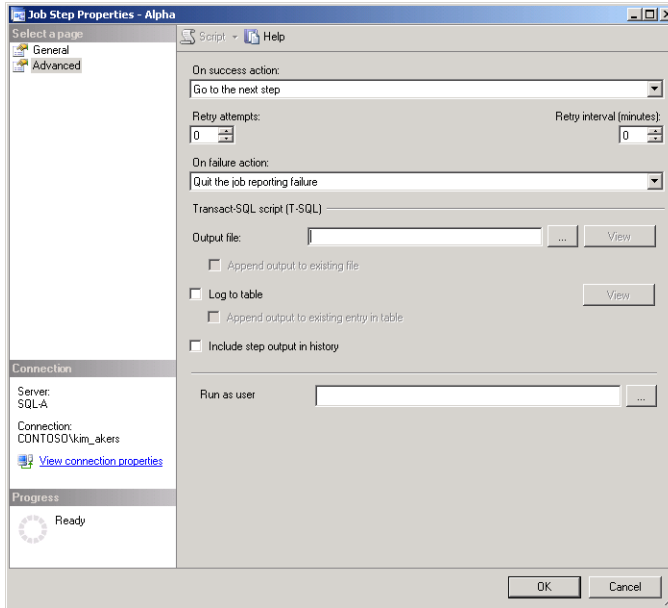 Job Step Properties - Alpha
Select a page
General
Advanced
Script
Help
On success action:
Go to the next step
Retry attempts:
Retry interval (minutes):
0
0
On failure action:
Quit the job reporting failure
Transact-SQL script (T-SQL)
Output file:
...
View
Append output to existing file
Log to table
View
Append output to existing entry in table
Include step output in history
Run as user
...
Connection
Server:
SQL-A
Connection:
CONTOSO\kim_akers
View connection properties
Progress
Ready
OK
Cancel